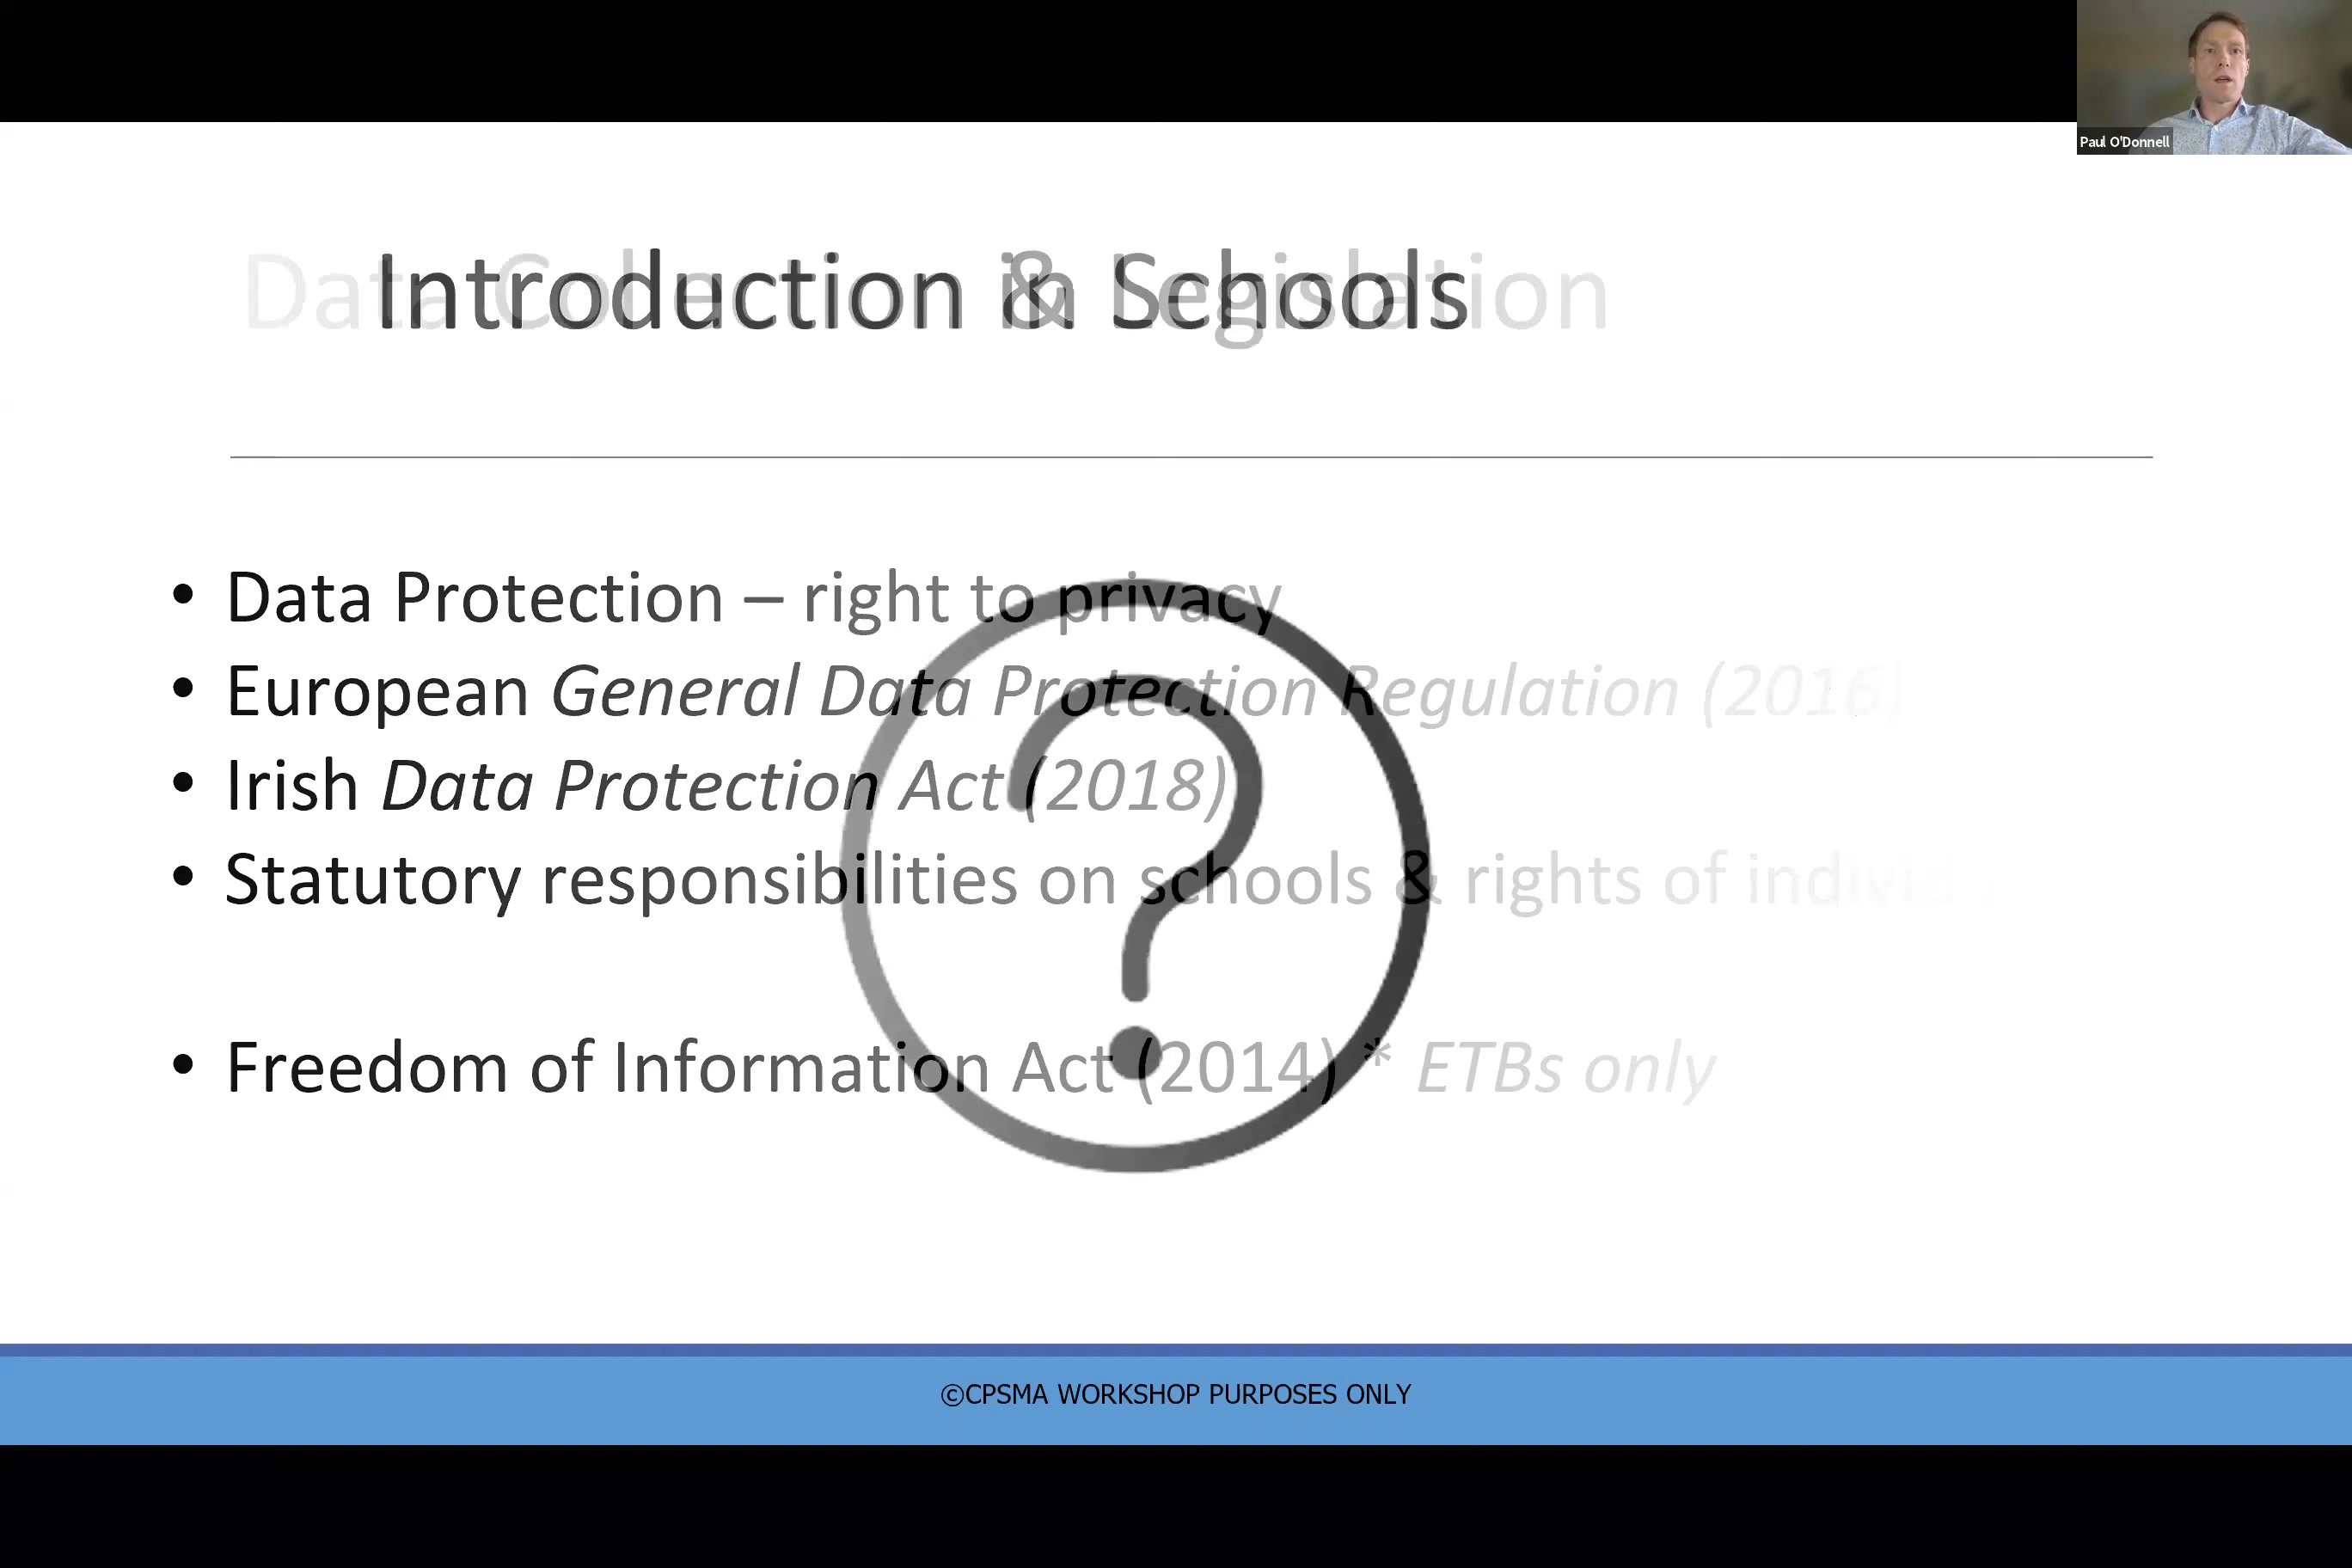 Paul O'Donnell
Data Collection in Schools
Introduction & Legislation
• Data Protection – right to privacy
• European General Data Protection Regulation (2016)
• Irish Data Protection Act (2018)
• Statutory responsibilities on schools & rights of
• Freedom of Information Act (2014) * ETBs only
©CPSMA WORKSHOP PURPOSES ONLY